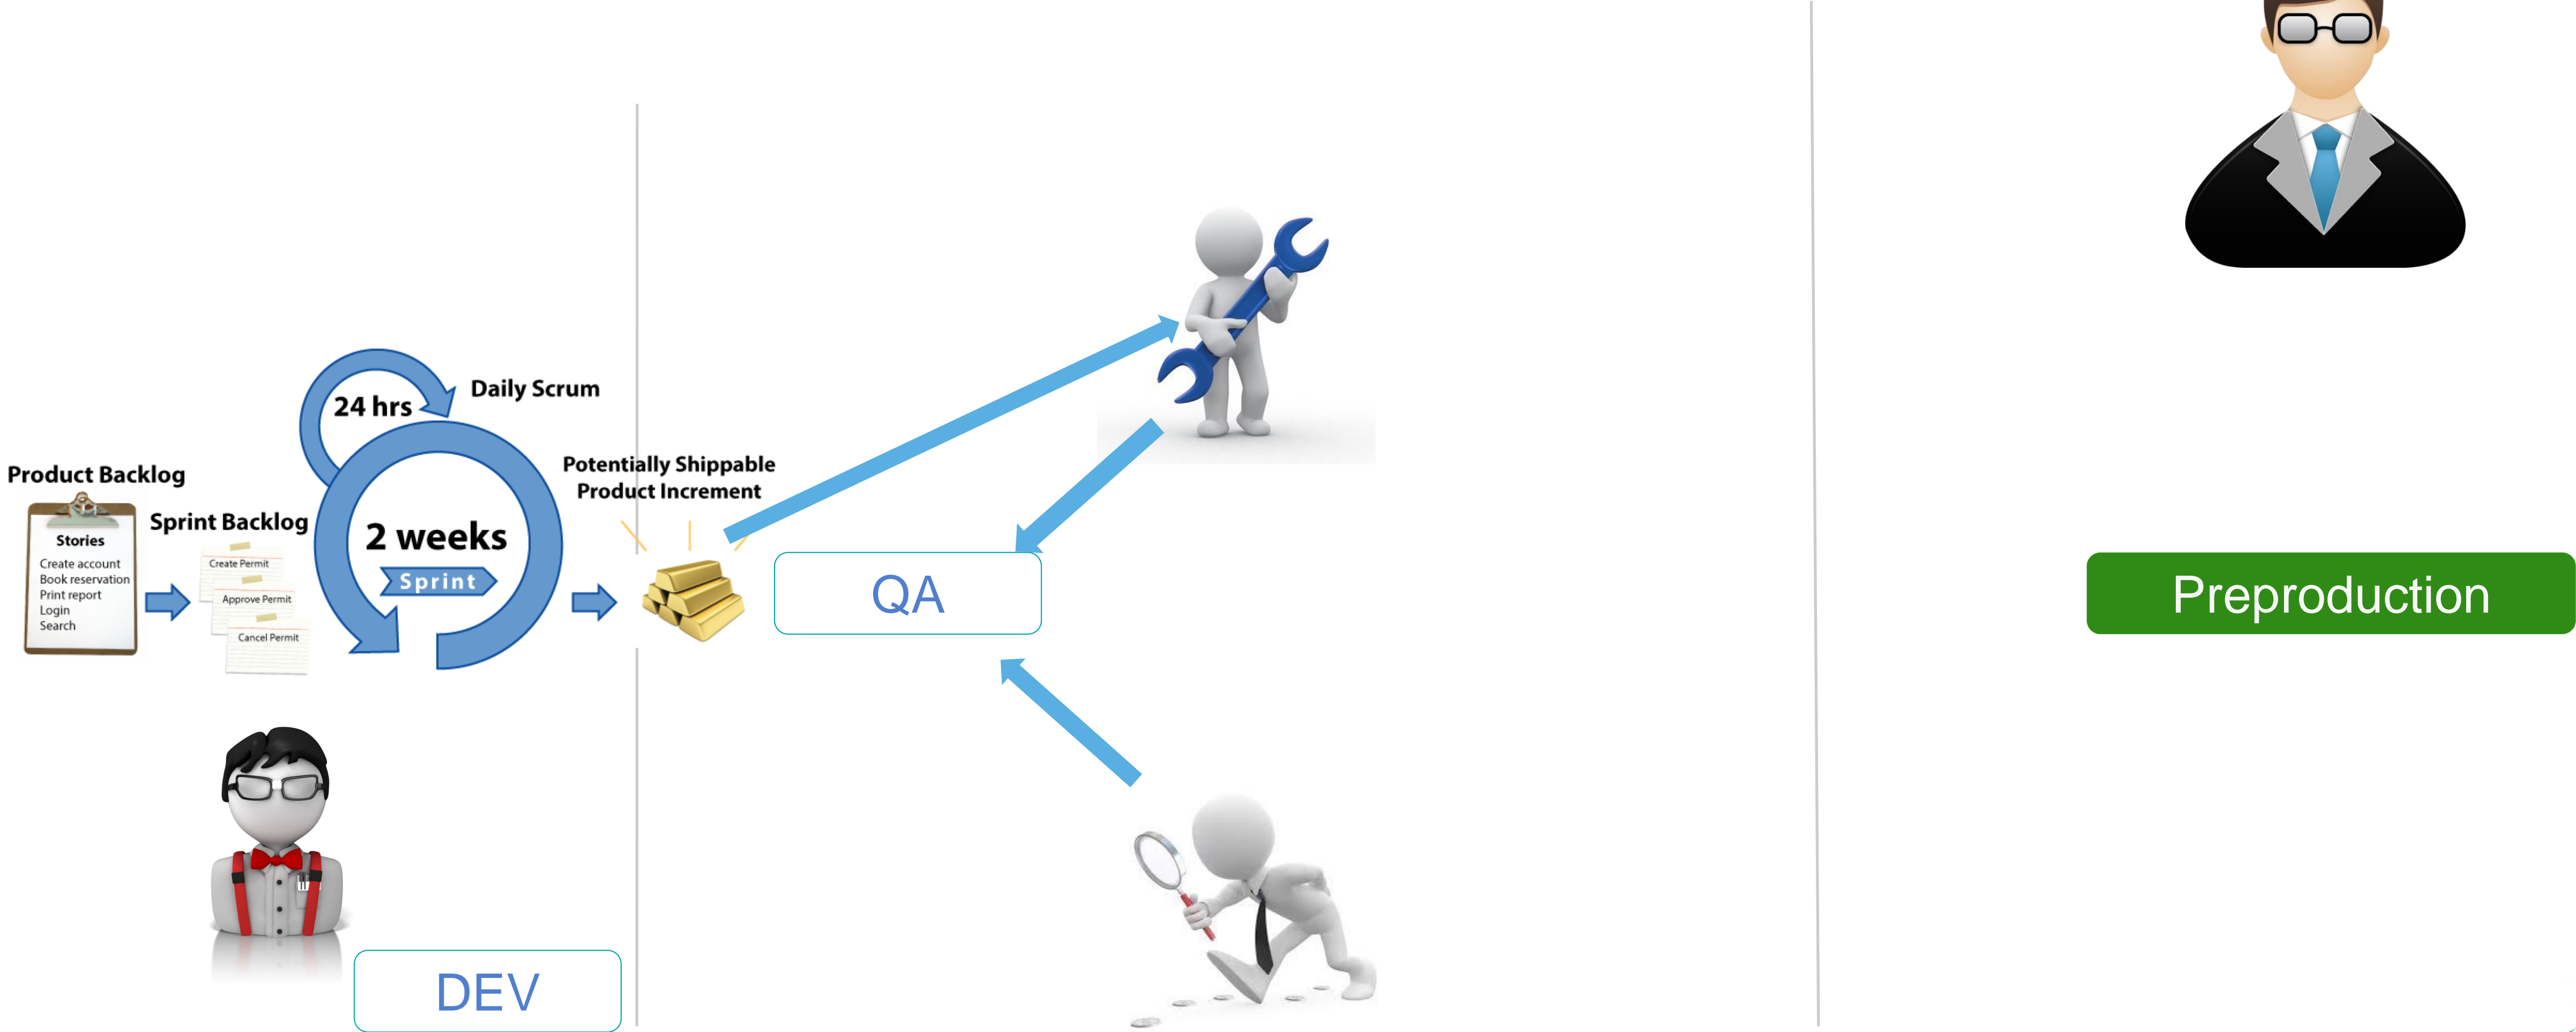 24 hrs
Daily Scrum
Product Backlog
Sprint Backlog
2 weeks
Sprint
Potentially Shippable
Product Increment
Stories
Create account
Book reservation
Print report
Login
Search
Create Permit
Approve Permit
Cancel Permit
QA
Preproduction
DEV